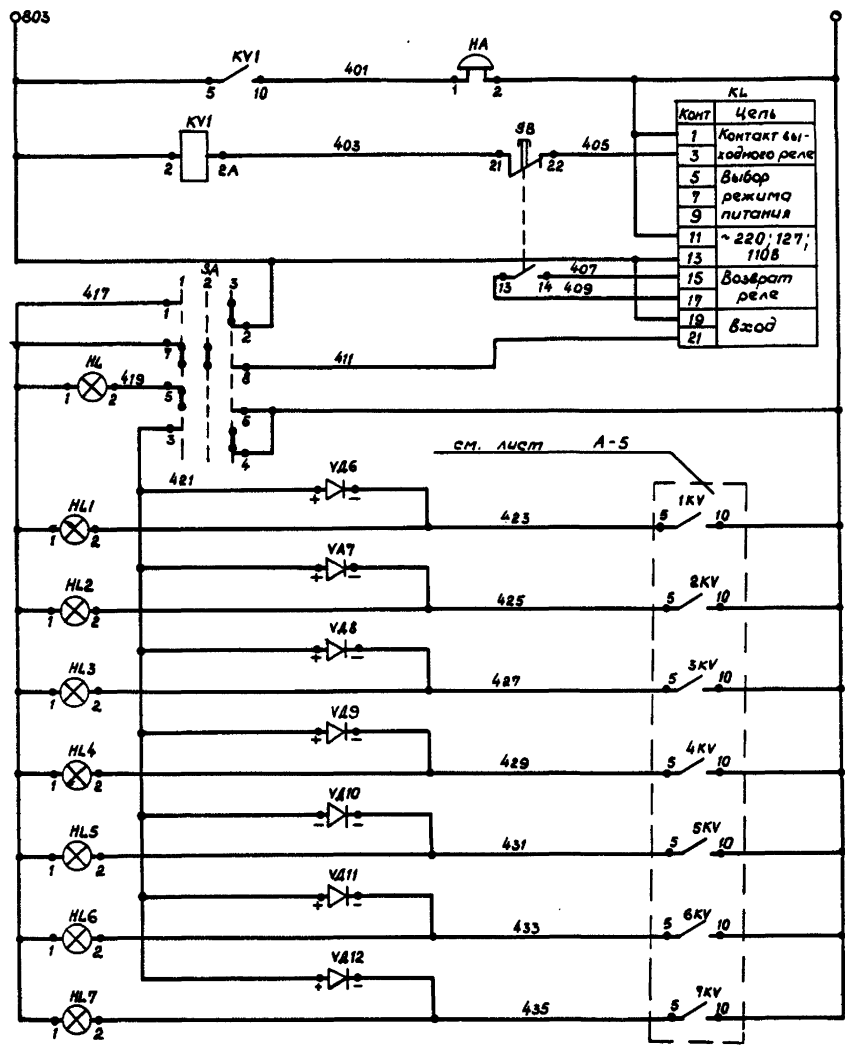 803
KV1
5 10
401
HA
1 2
KL
Конт Цепь
1 Контакт вы-
3 ходного реле
5 Выбор
7 режима
9 питания
11 ~220; 127;
13 110В
15 Возврат
17 реле
19 Вход
21
KV1
2 2A
403
SB
21 22
405
13 14
407
409
SA
1 2 3
417
1
2
7
8
411
HL
1 2
419
5
6
3
4
421
см. лист А-5
VД6
+ -
HL1
1 2
423
1KV
5 10
VД7
+ -
HL2
1 2
425
2KV
5 10
VД8
+ -
HL3
1 2
427
3KV
5 10
VД9
+ -
HL4
1 2
429
4KV
5 10
VД10
- -
HL5
1 2
431
5KV
5 10
VД11
+ -
HL6
1 2
433
6KV
5 10
VД12
+ -
HL7
1 2
435
7KV
5 10